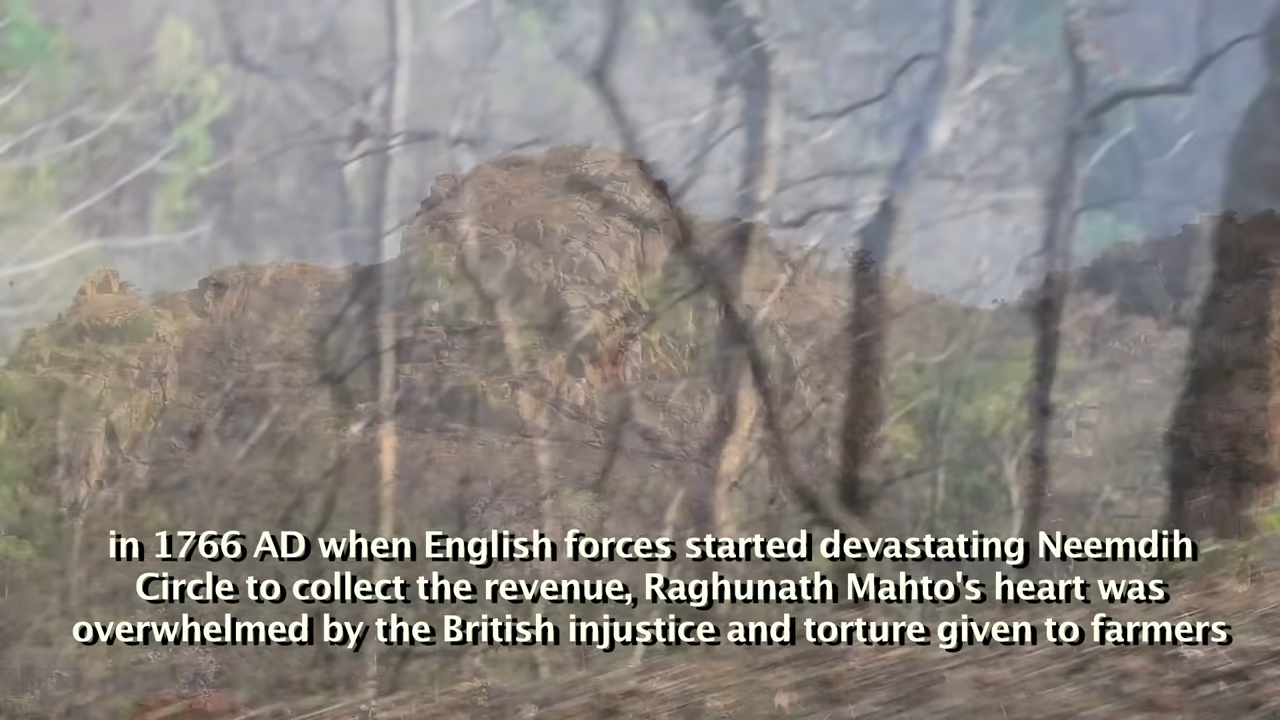 in 1766 AD when English forces started devastating Neemdih
Circle to collect the revenue, Raghunath Mahto's heart was
overwhelmed by the British injustice and torture given to farmers